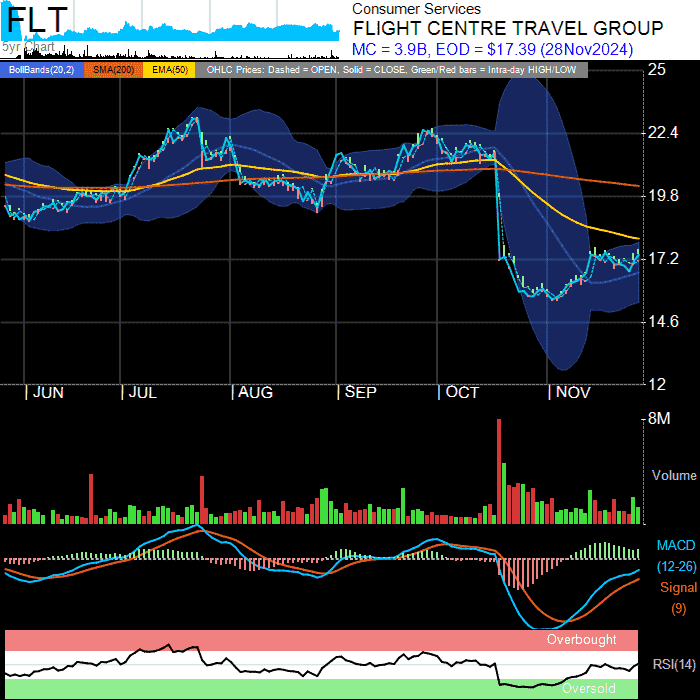 FLT
5yr Chart
Consumer Services
FLIGHT CENTRE TRAVEL GROUP
MC = 3.9B, EOD = $17.39 (28Nov2024)
BollBands(20,2) SMA(200) EMA(50) OHLC Prices: Dashed = OPEN, Solid = CLOSE, Green/Red bars = Intra-day HIGH/LOW
25
22.4
19.8
17.2
14.6
12
JUN JUL AUG SEP OCT NOV
8M
Volume
MACD
(12-26)
Signal
(9)
Overbought
RSI(14)
Oversold